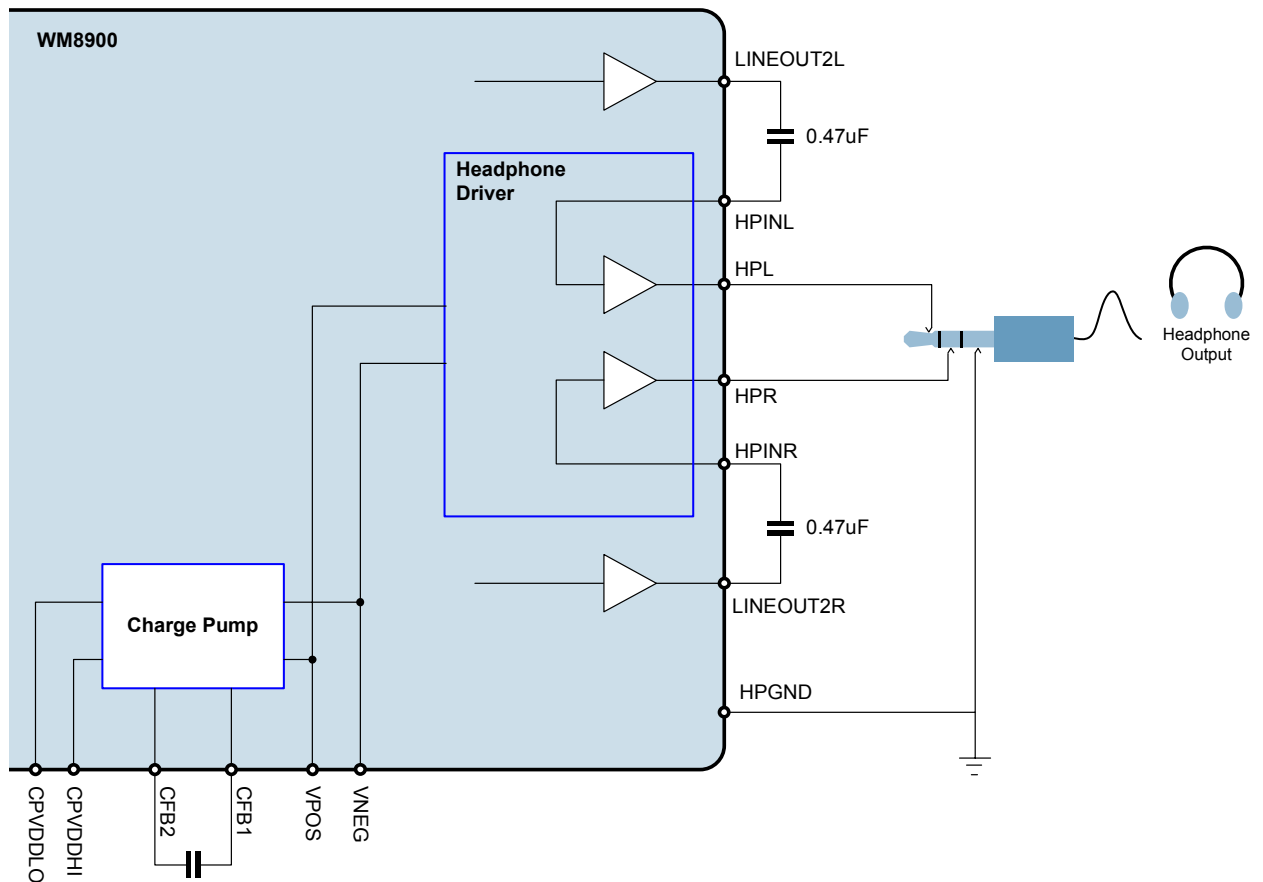 WM8900
LINEOUT2L
0.47uF
Headphone
Driver
HPINL
HPL
Headphone
Output
HPR
HPINR
0.47uF
LINEOUT2R
Charge Pump
HPGND
CPVDDLO
CPVDDHI
CFB2
CFB1
VPOS
VNEG